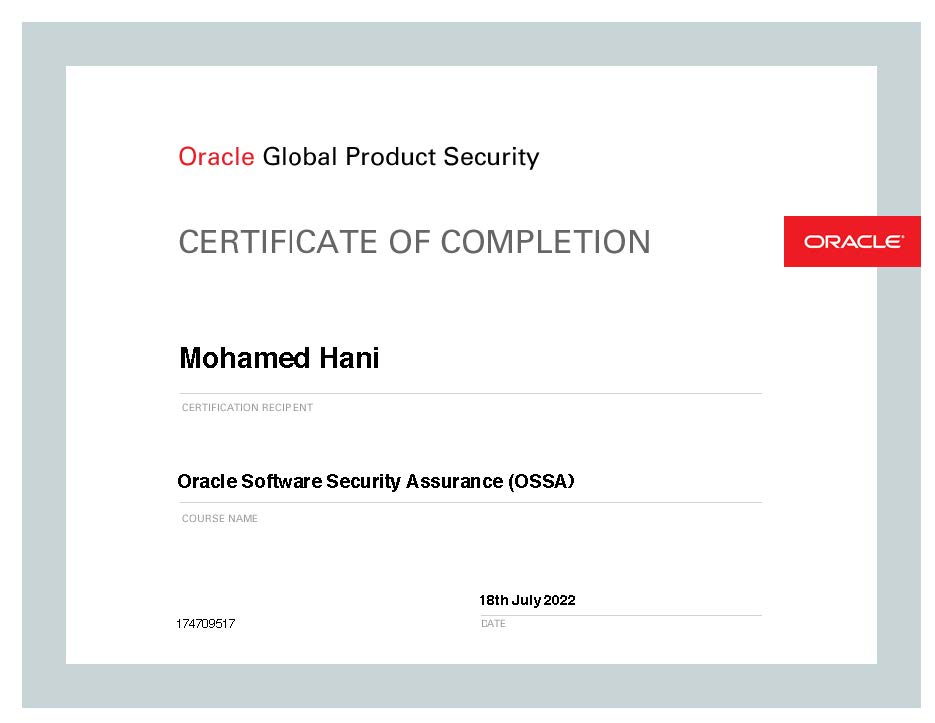 Oracle Global Product Security
CERTIFICATE OF COMPLETION
ORACLE
Mohamed Hani
CERTIFICATION RECIPIENT
Oracle Software Security Assurance (OSSA)
COURSE NAME
18th July 2022
174709517
DATE